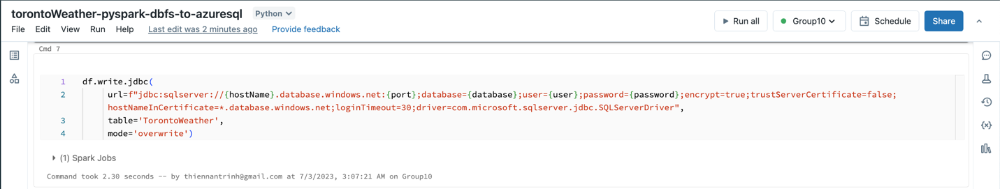 torontoWeather-pyspark-dbfs-to-azuresql Python
File Edit View Run Help Last edit was 2 minutes ago Provide feedback
Run all Group10 Schedule Share
Cmd 7
1 df.write.jdbc(
2 url=f"jdbc:sqlserver://{hostName}.database.windows.net:{port};database={database};user={user};password={password};encrypt=true;trustServerCertificate=false;
hostNameInCertificate=*.database.windows.net;loginTimeout=30;driver=com.microsoft.sqlserver.jdbc.SQLServerDriver",
3 table='TorontoWeather',
4 mode='overwrite')
(1) Spark Jobs
Command took 2.30 seconds -- by thiennantrinh@gmail.com at 7/3/2023, 3:07:21 AM on Group10